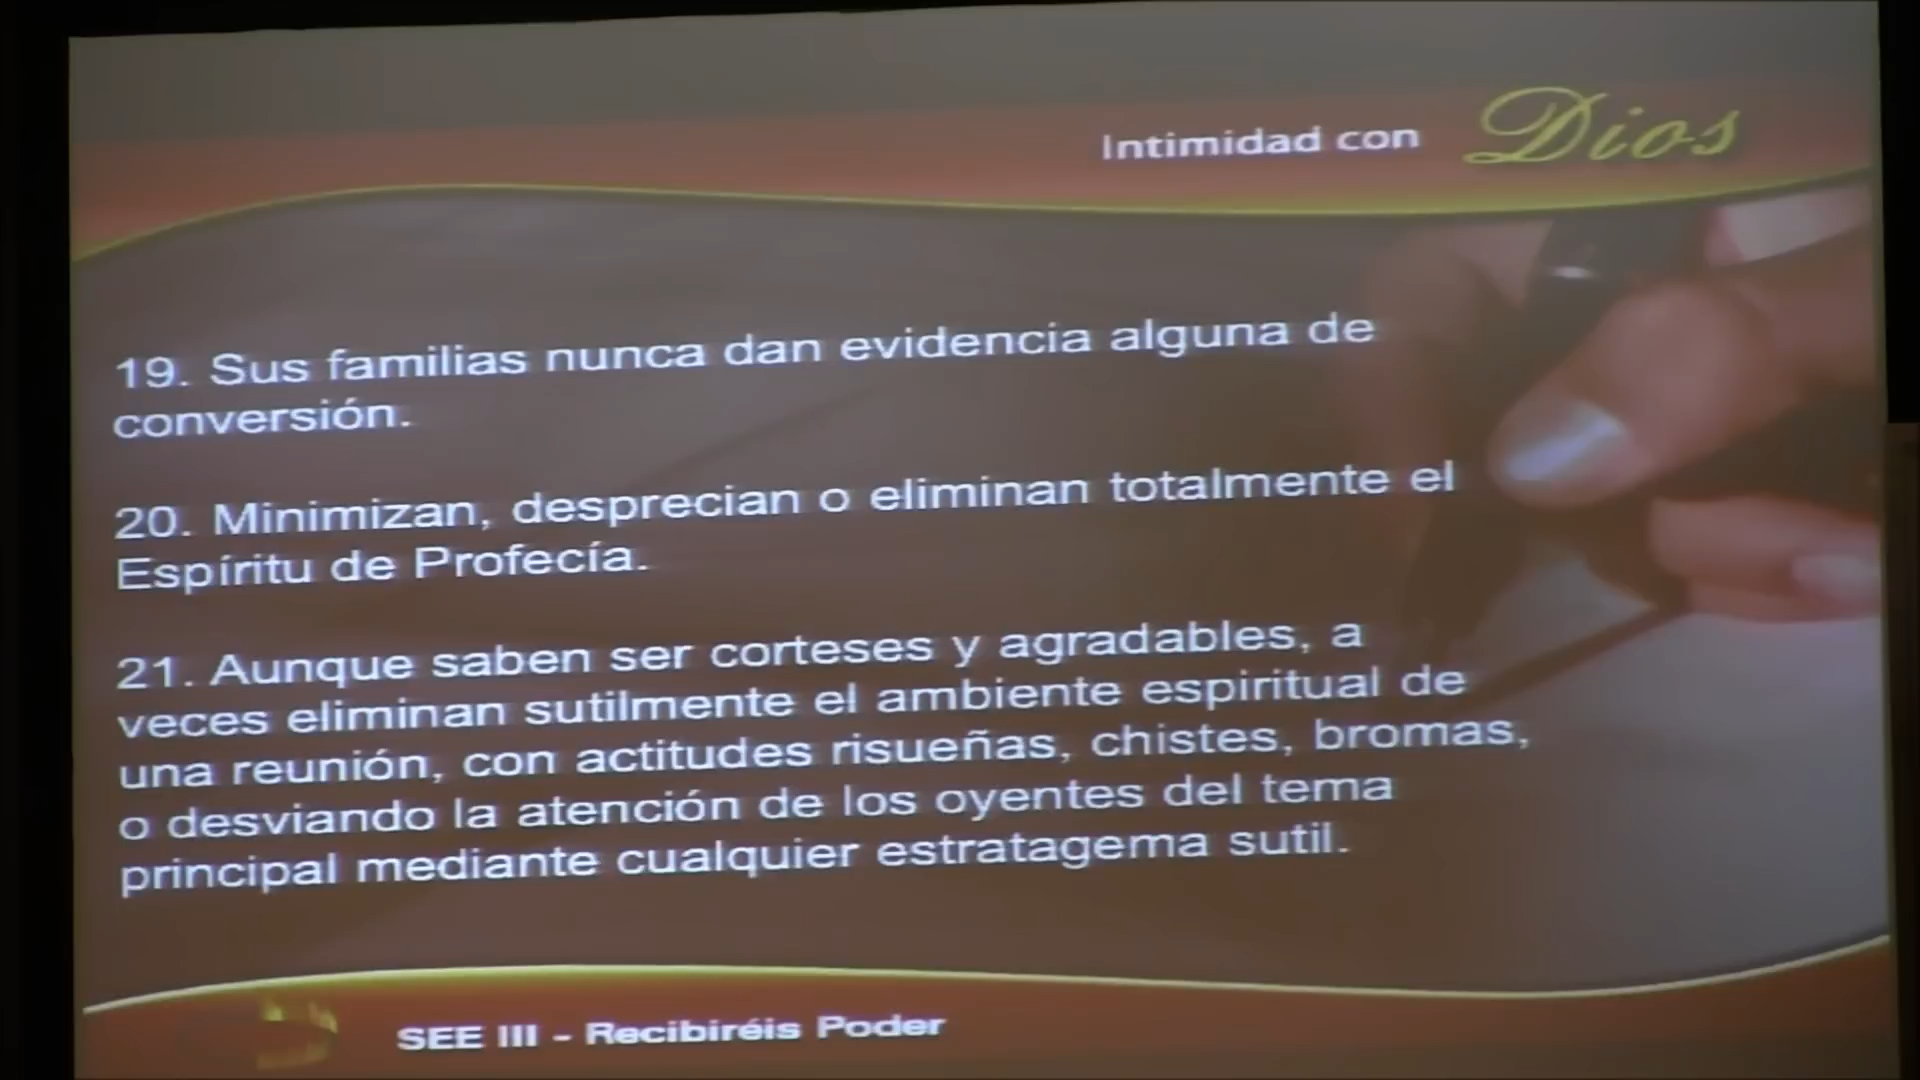 Intimidad con Dios
19. Sus familias nunca dan evidencia alguna de
conversión.
20. Minimizan, desprecian o eliminan totalmente el
Espíritu de Profecía.
21. Aunque saben ser corteses y agradables, a
veces eliminan sutilmente el ambiente espiritual de
una reunión, con actitudes risueñas, chistes, bromas,
o desviando la atención de los oyentes del tema
principal mediante cualquier estratagema sutil.
SEE III - Recibiréis Poder